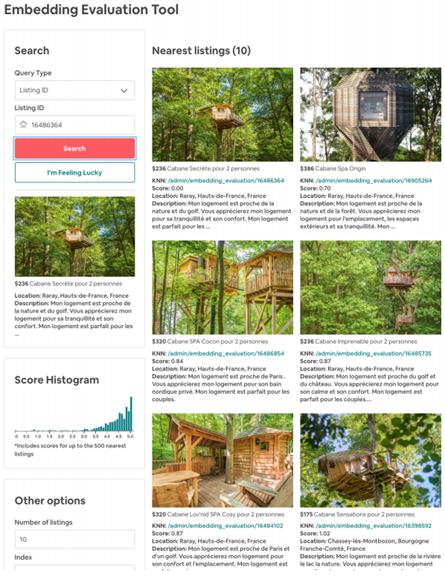 Embedding Evaluation Tool
Search
Query Type
Listing ID
Listing ID
16486364
Search
I'm Feeling Lucky
$236 Cabane Secrète pour 2 personnes
Location: Raray, Hauts-de-France, France
Description: Mon logement est proche de
la nature et du golf. Vous apprécierez mon
logement pour sa tranquillité et son
confort. Mon logement est parfait pour les
...
Score Histogram
0 0.5 1.0 1.5 2.0 2.5 3.0 3.5 4.0 4.5 5.0
*Includes scores for up to the 500 nearest
listings
Other options
Number of listings
10
Index
Nearest listings (10)
$236 Cabane Secrète pour 2 personnes
KNN: /admin/embedding_evaluation/16486364
Score: 0.00
Location: Raray, Hauts-de-France, France
Description: Mon logement est proche de la
nature et du golf. Vous apprécierez mon logement
pour sa tranquillité et son confort. Mon logement
est parfait pour les ...
$386 Cabane Spa Origin
KNN: /admin/embedding_evaluation/16905264
Score: 0.70
Location: Raray, Hauts-de-France, France
Description: Mon logement est proche de la
nature et de la forêt. Vous apprécierez mon
logement pour l'emplacement, les espaces
extérieurs et sa tranquilité. Mon ...
$320 Cabane SPA Cocon pour 2 personnes
KNN: /admin/embedding_evaluation/16486854
Score: 0.84
Location: Raray, Hauts-de-France, France
Description: Mon logement est proche de Paris .
Vous apprécierez mon logement pour son bain
nordique privé. Mon logement est parfait pour les
couples.
$236 Cabane Imprenable pour 2 personnes
KNN: /admin/embedding_evaluation/16485735
Score: 0.87
Location: Raray, Hauts-de-France, France
Description: Mon logement est proche du golf et
du château. Vous apprécierez mon logement pour
son calme et son confort. Mon logement est
parfait pour les couples....
$320 Cabane Lov'nid SPA Cosy pour 2 personnes
KNN: /admin/embedding_evaluation/16484102
Score: 0.87
Location: Raray, Hauts-de-France, France
Description: Mon logement est proche de Paris et
d'un golf. Vous apprécierez mon logement pour
son confort et l'emplacement. Mon logement est
$175 Cabane Sensations pour 2 personnes
KNN: /admin/embedding_evaluation/16398592
Score: 1.02
Location: Chassey-lès-Montbozon, Bourgogne
Franche-Comté, France
Description: Mon logement est proche de la rivière
le lac la nature. Vous apprécierez mon logement